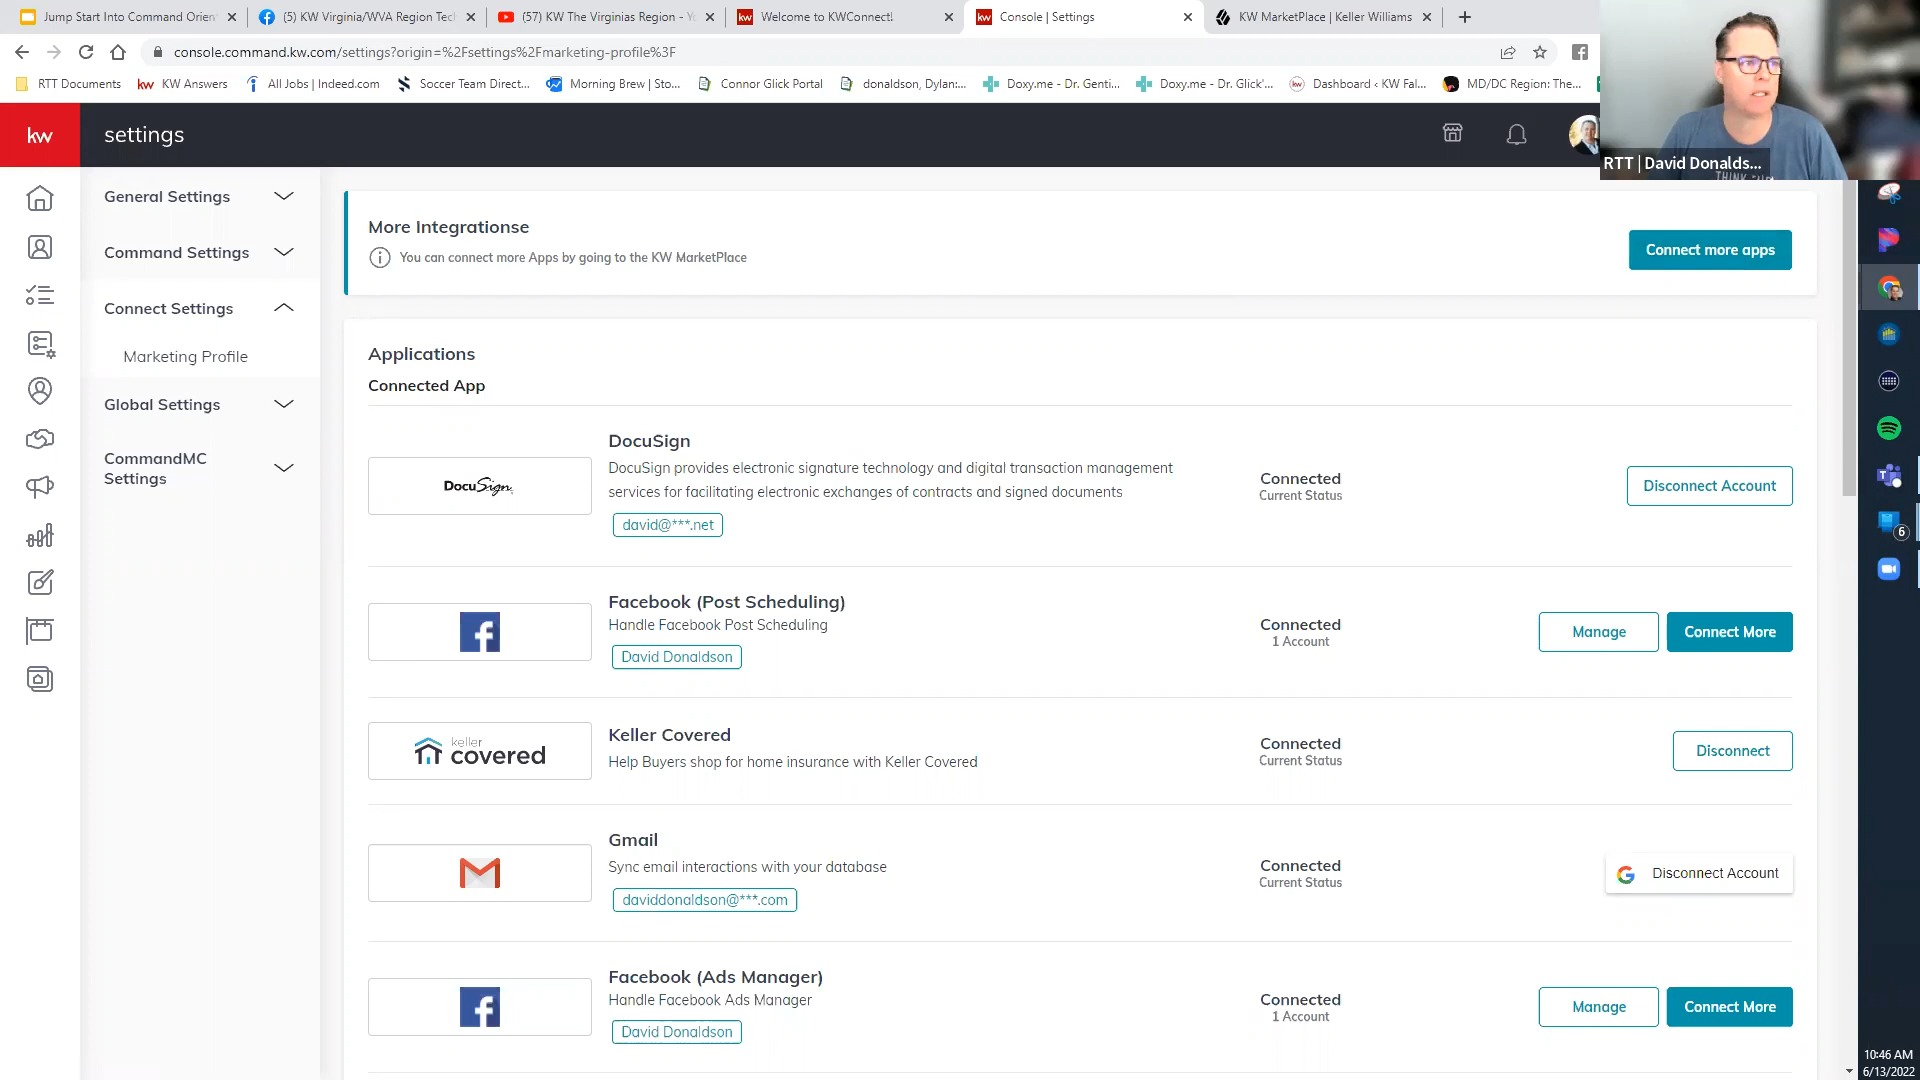 Jump Start Into Command Orien
(5) KW Virginia/WVA Region Tec
(57) KW The Virginias Region - Yo
kw Welcome to KWConnect!
kw Console | Settings
KW MarketPlace | Keller Williams
console.command.kw.com/settings?origin=%2Fsettings%2Fmarketing-profile%3F
RTT Documents
kw KW Answers
All Jobs | Indeed.com
Soccer Team Direct...
Morning Brew | Sto...
Connor Glick Portal
donaldson, Dylan:...
Doxy.me - Dr. Genti...
Doxy.me - Dr. Glick'...
Dashboard ‹ KW Fal...
MD/DC Region: The...
kw
settings
RTT | David Donalds...
General Settings
Command Settings
Connect Settings
Marketing Profile
Global Settings
CommandMC
Settings
More Integrationse
You can connect more Apps by going to the KW MarketPlace
Connect more apps
Applications
Connected App
DocuSign
DocuSign
DocuSign provides electronic signature technology and digital transaction management
services for facilitating electronic exchanges of contracts and signed documents
david@***.net
Connected
Current Status
Disconnect Account
Facebook (Post Scheduling)
Handle Facebook Post Scheduling
David Donaldson
Connected
1 Account
Manage
Connect More
keller
covered
Keller Covered
Help Buyers shop for home insurance with Keller Covered
Connected
Current Status
Disconnect
Gmail
Sync email interactions with your database
daviddonaldson@***.com
Connected
Current Status
Disconnect Account
Facebook (Ads Manager)
Handle Facebook Ads Manager
David Donaldson
Connected
1 Account
Manage
Connect More
6
10:46 AM
6/13/2022